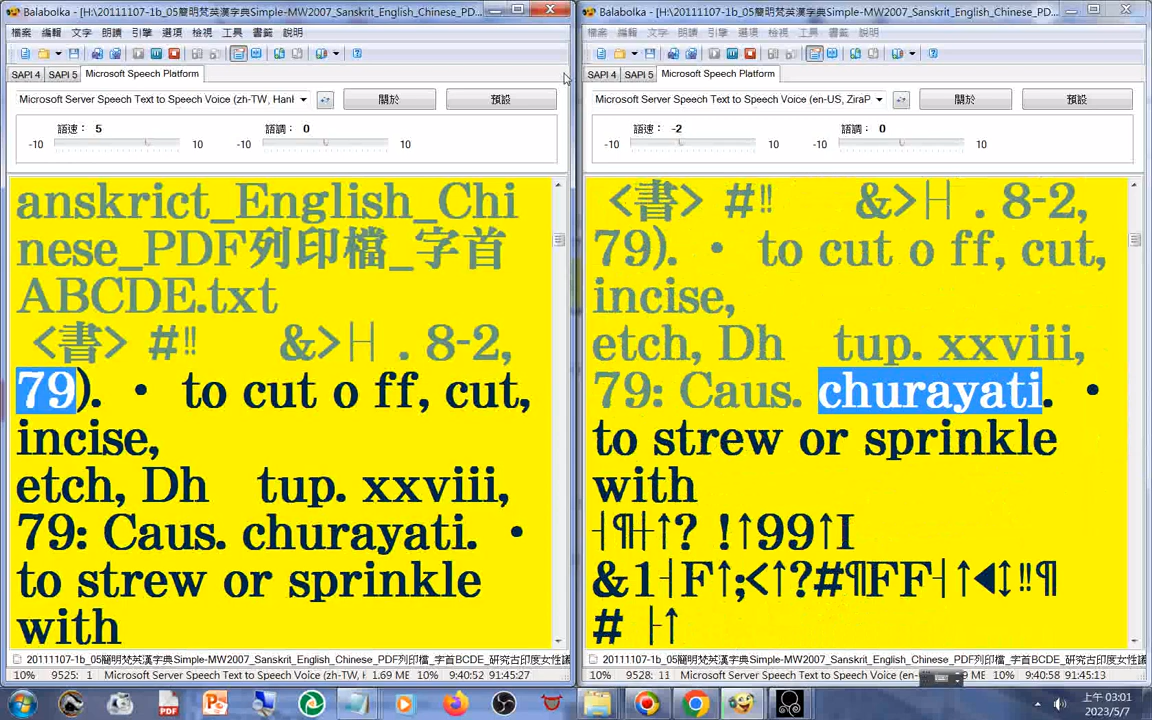 Balabolka - [H:\20111107-1b_05簡明梵英漢字典Simple-MW2007_Sanskrit_English_Chinese_PD...
檔案 編輯 文字 朗讀 引擎 選項 檢視 工具 書籤 說明
SAPI 4 SAPI 5 Microsoft Speech Platform
Microsoft Server Speech Text to Speech Voice (zh-TW, Han
關於
預設
語速： 5 語調： 0
-10 10 -10 10
anskrict_English_Chi
nese_PDF列印檔_字首
ABCDE.txt
<書> #‼ &>├ . 8-2,
79). • to cut o ff, cut,
incise,
etch, Dh tup. xxviii,
79: Caus. churayati. •
to strew or sprinkle
with
20111107-1b_05簡明梵英漢字典Simple-MW2007_Sanskrit_English_Chinese_PDF列印檔_字首BCDE_研究古印度女性議
10% 9525: 1 Microsoft Server Speech Text to Speech Voice (zh-TW, H 1.69 ME 10% 9:40:52 91:45:27
Balabolka - [H:\20111107-1b_05簡明梵英漢字典Simple-MW2007_Sanskrit_English_Chinese_PD...
檔案 編輯 文字 朗讀 引擎 選項 檢視 工具 書籤 說明
SAPI 4 SAPI 5 Microsoft Speech Platform
Microsoft Server Speech Text to Speech Voice (en-US, ZiraP
關於
預設
語速： -2 語調： 0
-10 10 -10 10
<書> #‼ &>├ . 8-2,
79). • to cut o ff, cut,
incise,
etch, Dh tup. xxviii,
79: Caus. churayati. •
to strew or sprinkle
with
┤¶┼↑? !↑99↑I
&1┤F↑;<↑?#¶FF┤↑◄↕‼¶
# ├↑
20111107-1b_05簡明梵英漢字典Simple-MW2007_Sanskrit_English_Chinese_PDF列印檔_字首BCDE_研究古印度女性議
10% 9528: 11 Microsoft Server Speech Text to Speech Voice (en- ME 10% 9:40:58 91:45:13
PDF
上午 03:01
2023/5/7